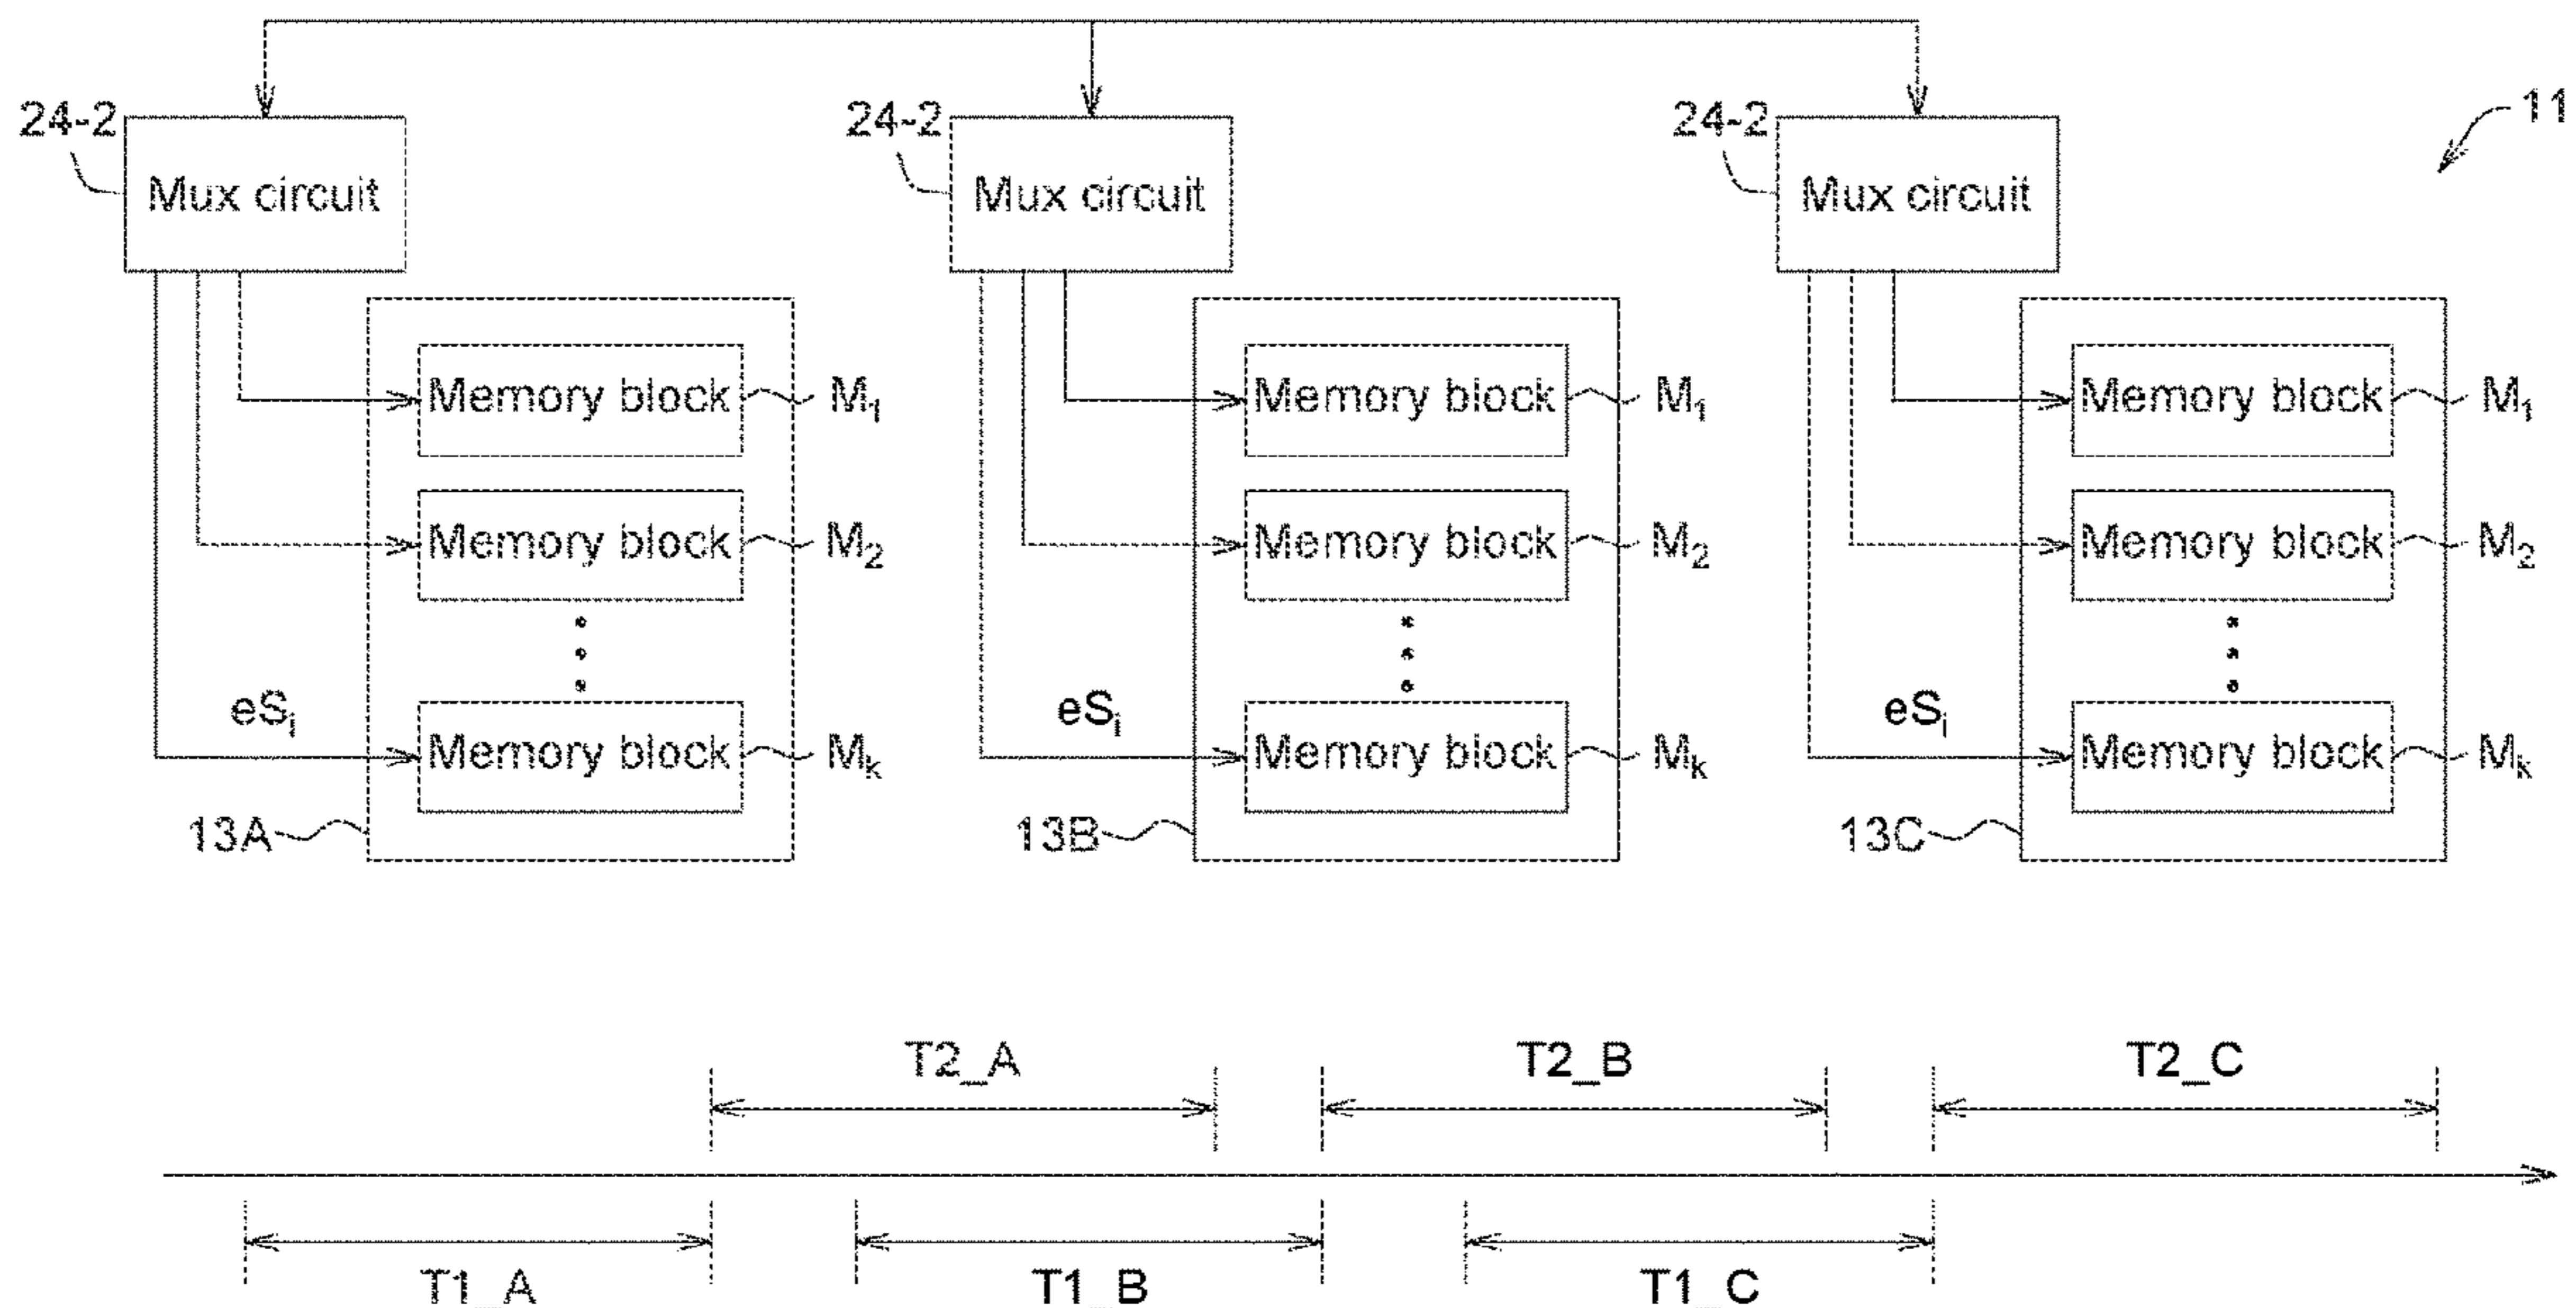 11
24-2
Mux circuit
24-2
Mux circuit
24-2
Mux circuit
Memory block
M₁
Memory block
M₂
eSᵢ
Memory block
Mₖ
13A
Memory block
M₁
Memory block
M₂
eSᵢ
Memory block
Mₖ
13B
Memory block
M₁
Memory block
M₂
eSᵢ
Memory block
Mₖ
13C
T2_A
T2_B
T2_C
T1_A
T1_B
T1_C